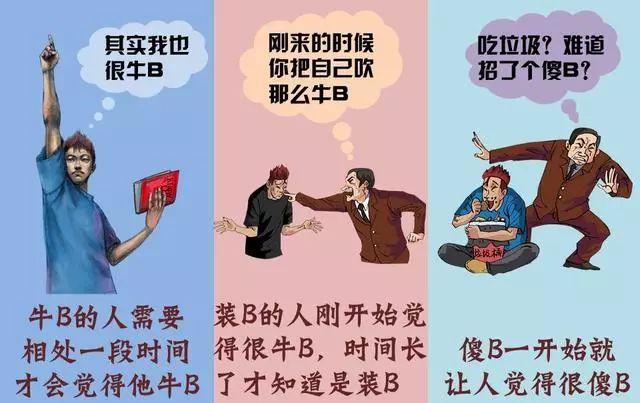 其实我也
很牛B
牛B的人需要
相处一段时间
才会觉得他牛B
刚来的时候
你把自己吹
那么牛B
装B的人刚开始觉
得很牛B，时间长
了才知道是装B
吃垃圾？难道
招了个傻B？
垃圾桶
傻B一开始就
让人觉得很傻B